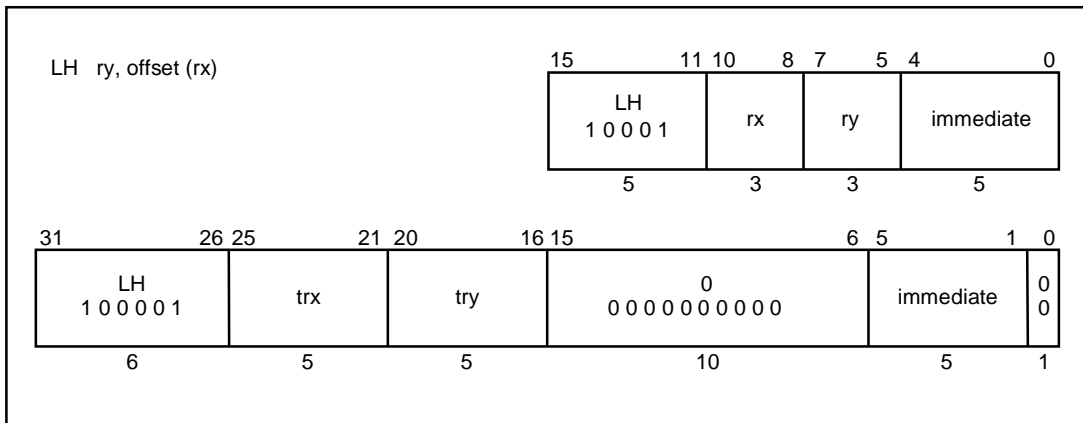 LH ry, offset (rx)
15 11 10 8 7 5 4 0
LH
1 0 0 0 1
rx
ry
immediate
5 3 3 5
31 26 25 21 20 16 15 6 5 1 0
LH
1 0 0 0 0 1
trx
try
0
0 0 0 0 0 0 0 0 0 0
immediate
0
0
6 5 5 10 5 1